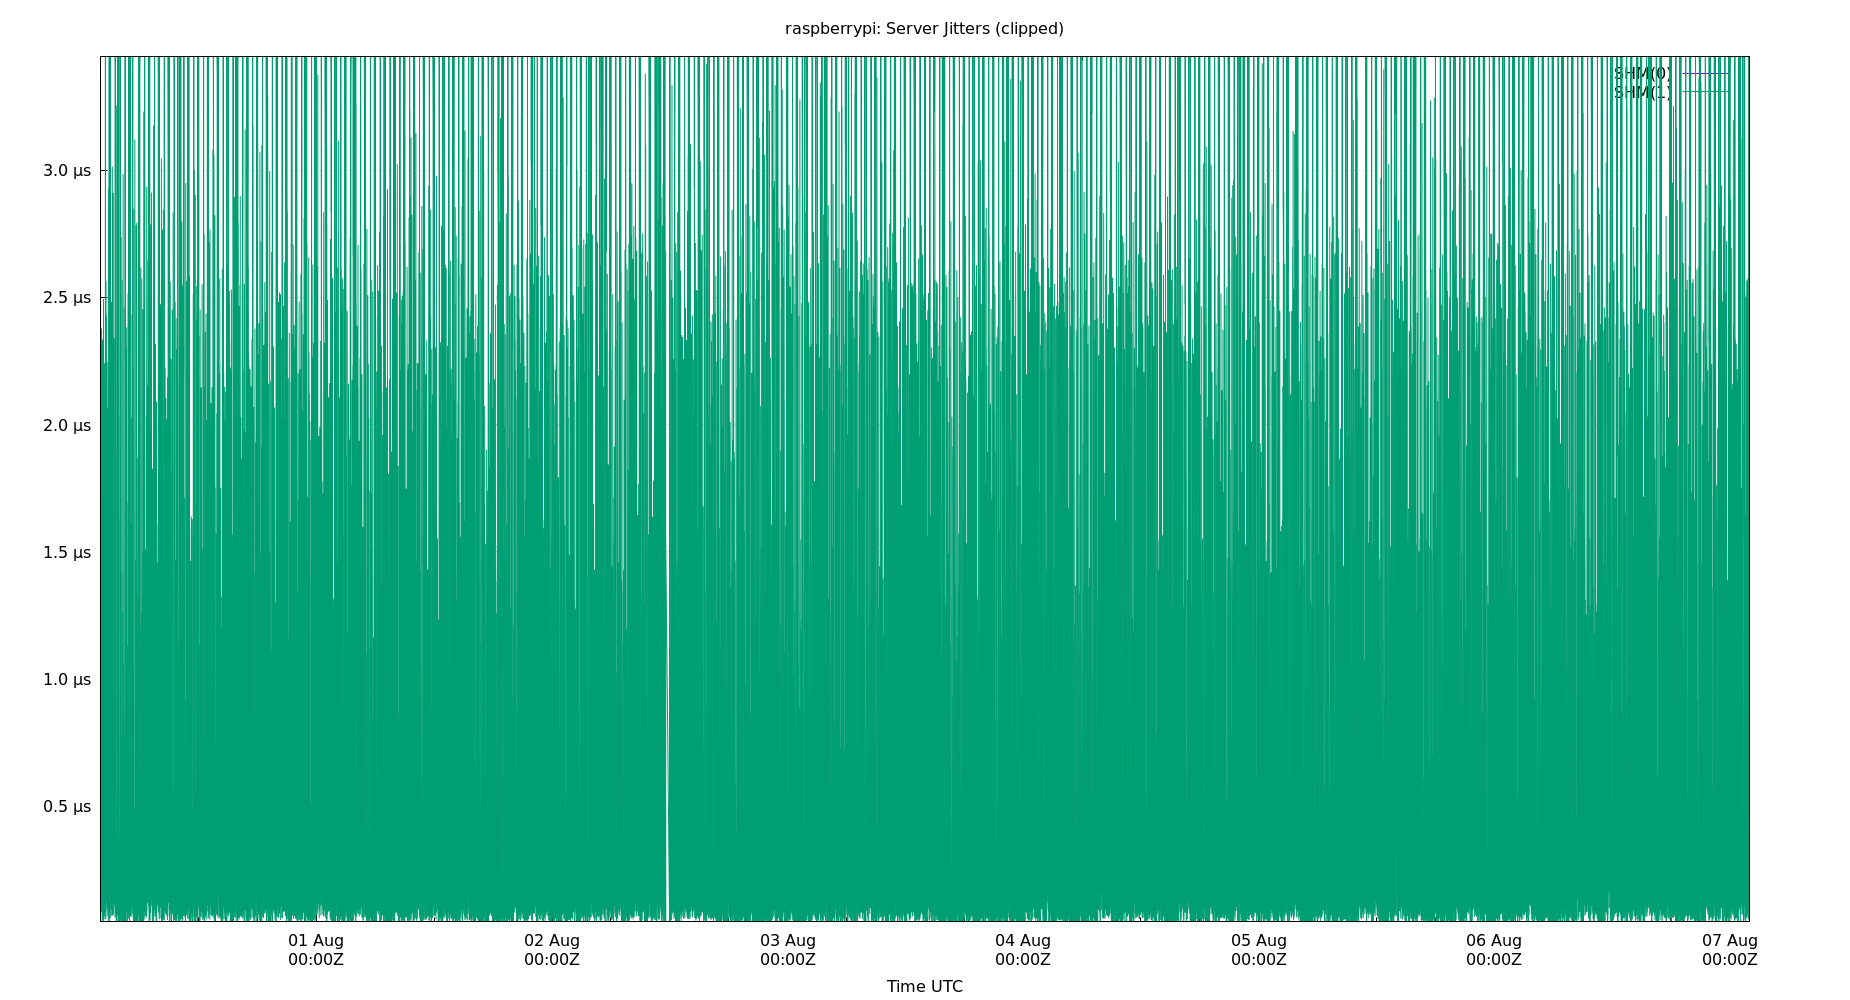 raspberrypi: Server Jitters (clipped)
SHM(0)
SHM(1)
3.0 µs
2.5 µs
2.0 µs
1.5 µs
1.0 µs
0.5 µs
01 Aug 02 Aug 03 Aug 04 Aug 05 Aug 06 Aug 07 Aug
00:00Z 00:00Z 00:00Z 00:00Z 00:00Z 00:00Z 00:00Z
Time UTC